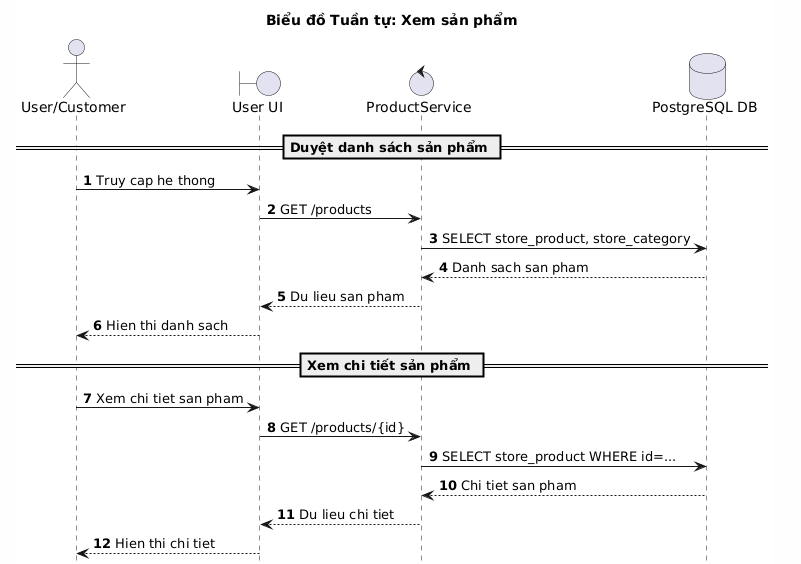 Biểu đồ Tuần tự: Xem sản phẩm
User/Customer
User UI
ProductService
PostgreSQL DB
Duyệt danh sách sản phẩm
1 Truy cap he thong
2 GET /products
3 SELECT store_product, store_category
4 Danh sach san pham
5 Du lieu san pham
6 Hien thi danh sach
Xem chi tiết sản phẩm
7 Xem chi tiet san pham
8 GET /products/{id}
9 SELECT store_product WHERE id=...
10 Chi tiet san pham
11 Du lieu chi tiet
12 Hien thi chi tiet